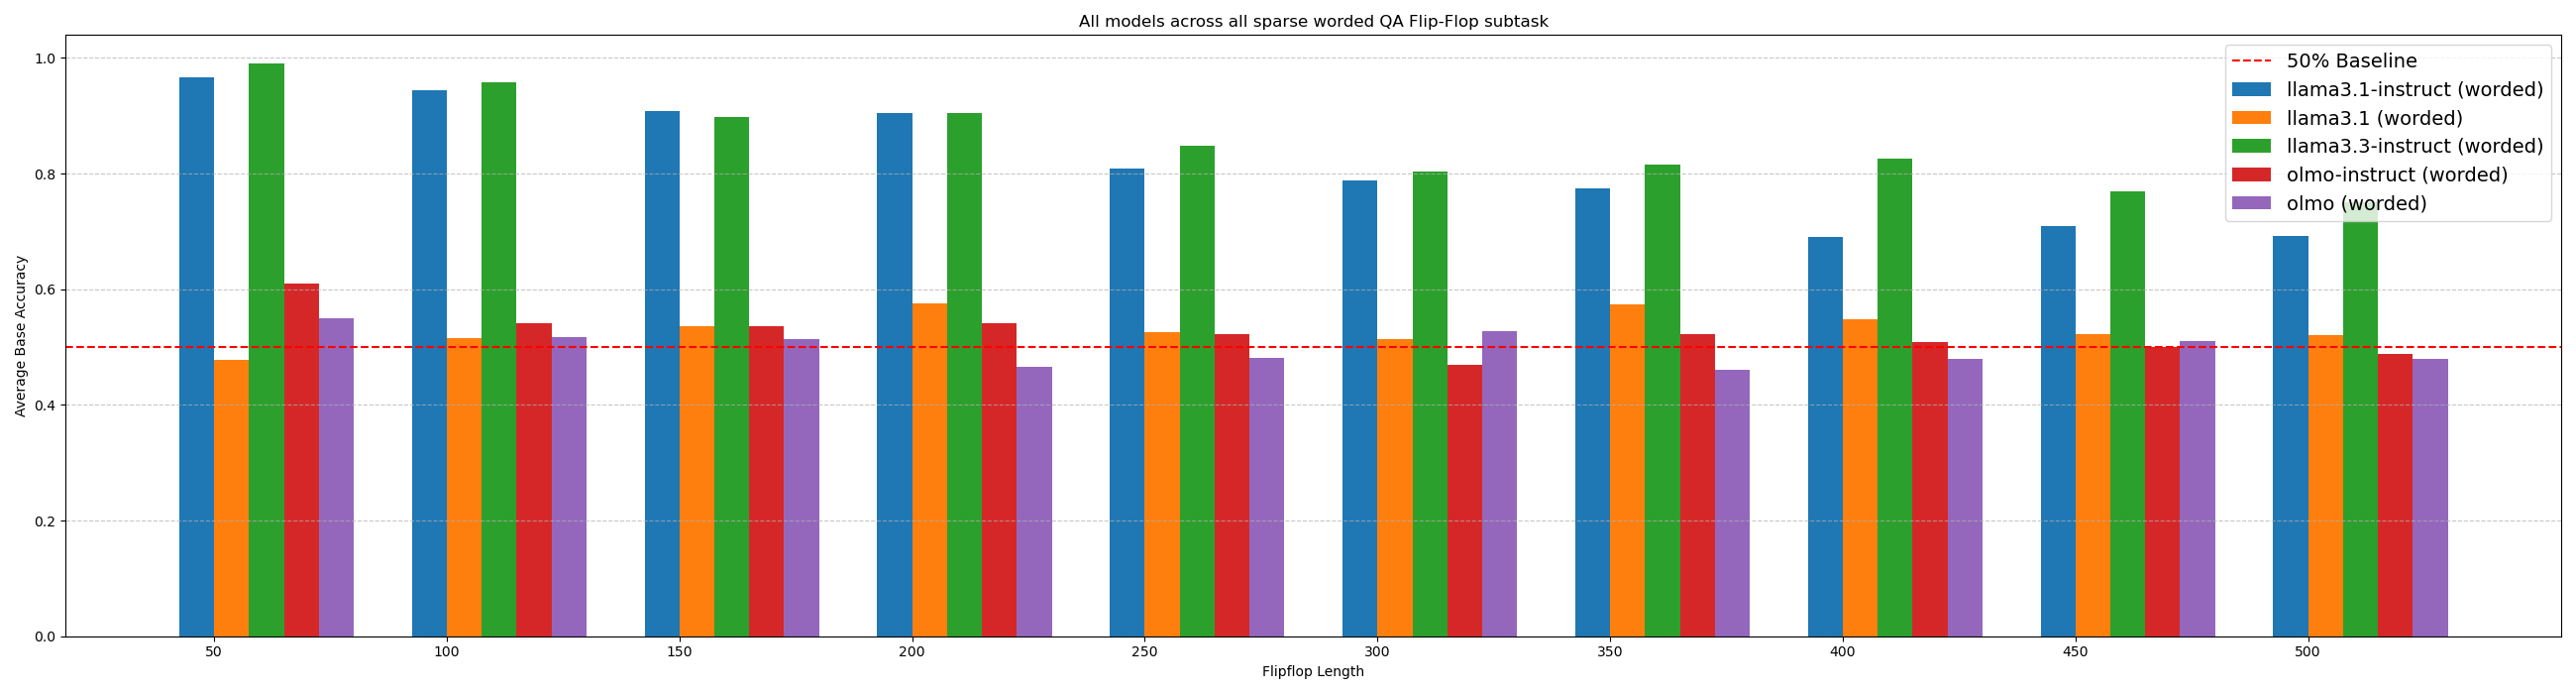 All models across all sparse worded QA Flip-Flop subtask
50% Baseline
llama3.1-instruct (worded)
llama3.1 (worded)
llama3.3-instruct (worded)
olmo-instruct (worded)
olmo (worded)
Average Base Accuracy
1.0
0.8
0.6
0.4
0.2
0.0
50 100 150 200 250 300 350 400 450 500
Flipflop Length